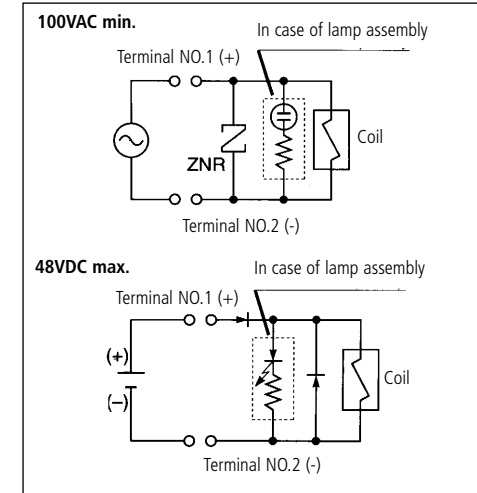 100VAC min.
In case of lamp assembly
Terminal NO.1 (+)
ZNR
Coil
Terminal NO.2 (-)
48VDC max.
In case of lamp assembly
Terminal NO.1 (+)
(+)
(−)
Coil
Terminal NO.2 (-)